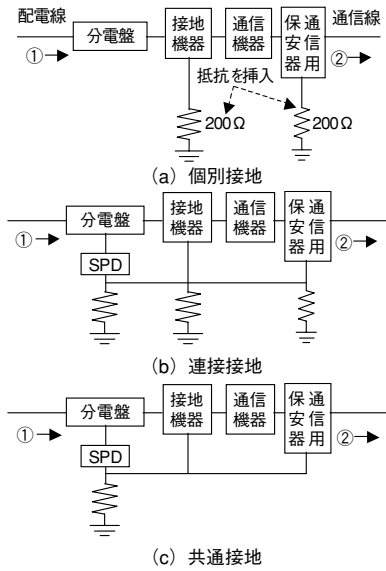 配電線
接地機器
通信機器
通信用保安器
通信線
分電盤
①
②
抵抗を挿入
200Ω
200Ω
(a) 個別接地
分電盤
接地機器
通信機器
通信用保安器
①
②
SPD
(b) 連接接地
分電盤
接地機器
通信機器
通信用保安器
①
②
SPD
(c) 共通接地